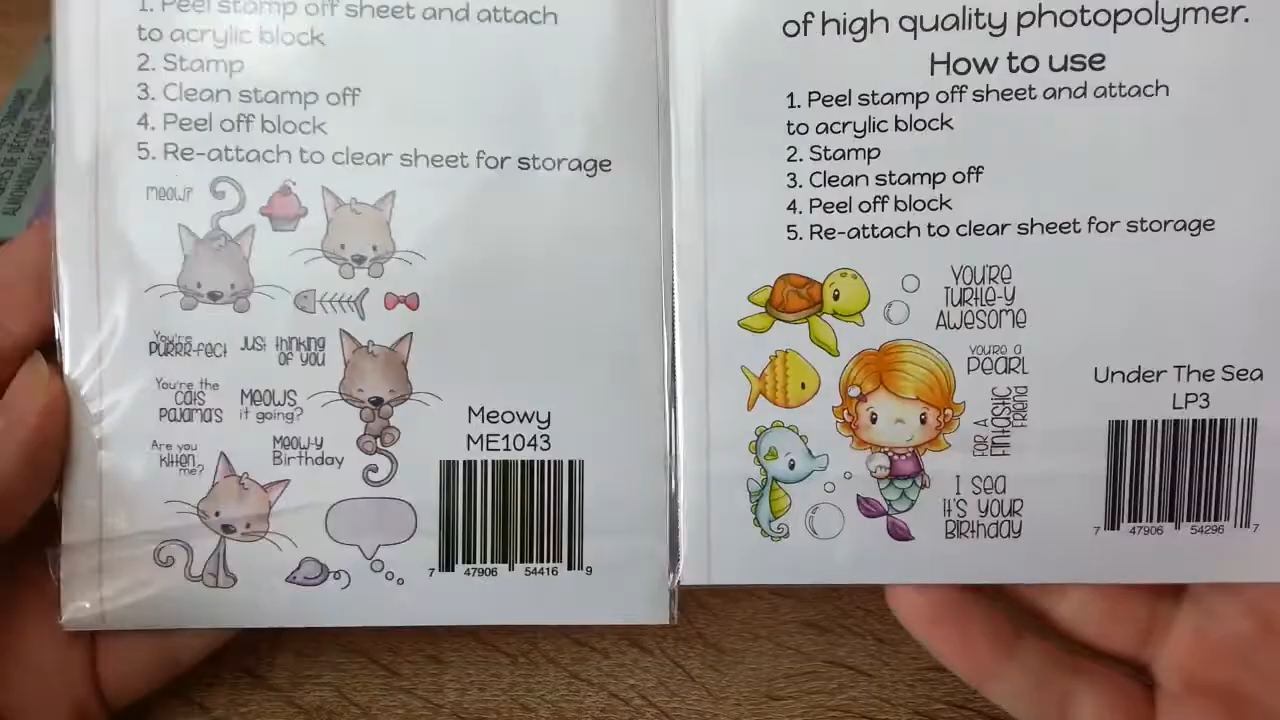 1. Peel stamp off sheet and attach
to acrylic block
2. Stamp
3. Clean stamp off
4. Peel off block
5. Re-attach to clear sheet for storage
meow?
You're
PURRR-fect
Just thinking
of you
You're the
cats
pajamas
Meows
it going?
Are you
kitten
me?
Meow-y
Birthday
Meowy
ME1043
7 47906 54416 9
of high quality photopolymer.
How to use
1. Peel stamp off sheet and attach
to acrylic block
2. Stamp
3. Clean stamp off
4. Peel off block
5. Re-attach to clear sheet for storage
YOU'RE
TURTLE-Y
AWESOME
YOU'RE A
PEARL
FOR A
FINTASTIC
FRIEND
I SEA
IT'S YOUR
BIRTHDAY
Under The Sea
LP3
7 47906 54296 7